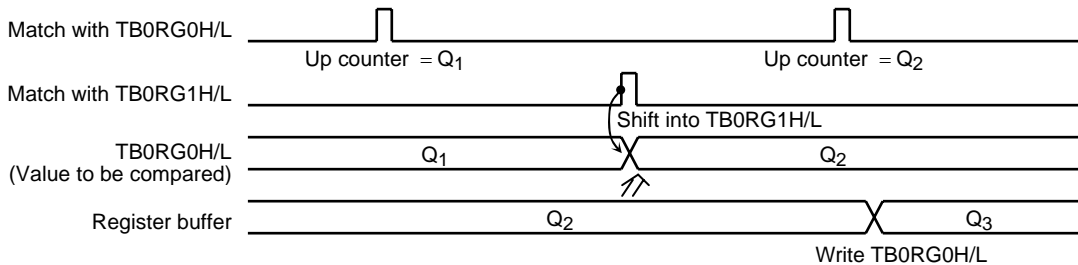 Match with TB0RG0H/L
Up counter = Q1
Up counter = Q2
Match with TB0RG1H/L
Shift into TB0RG1H/L
TB0RG0H/L
(Value to be compared)
Q1
Q2
Register buffer
Q2
Q3
Write TB0RG0H/L